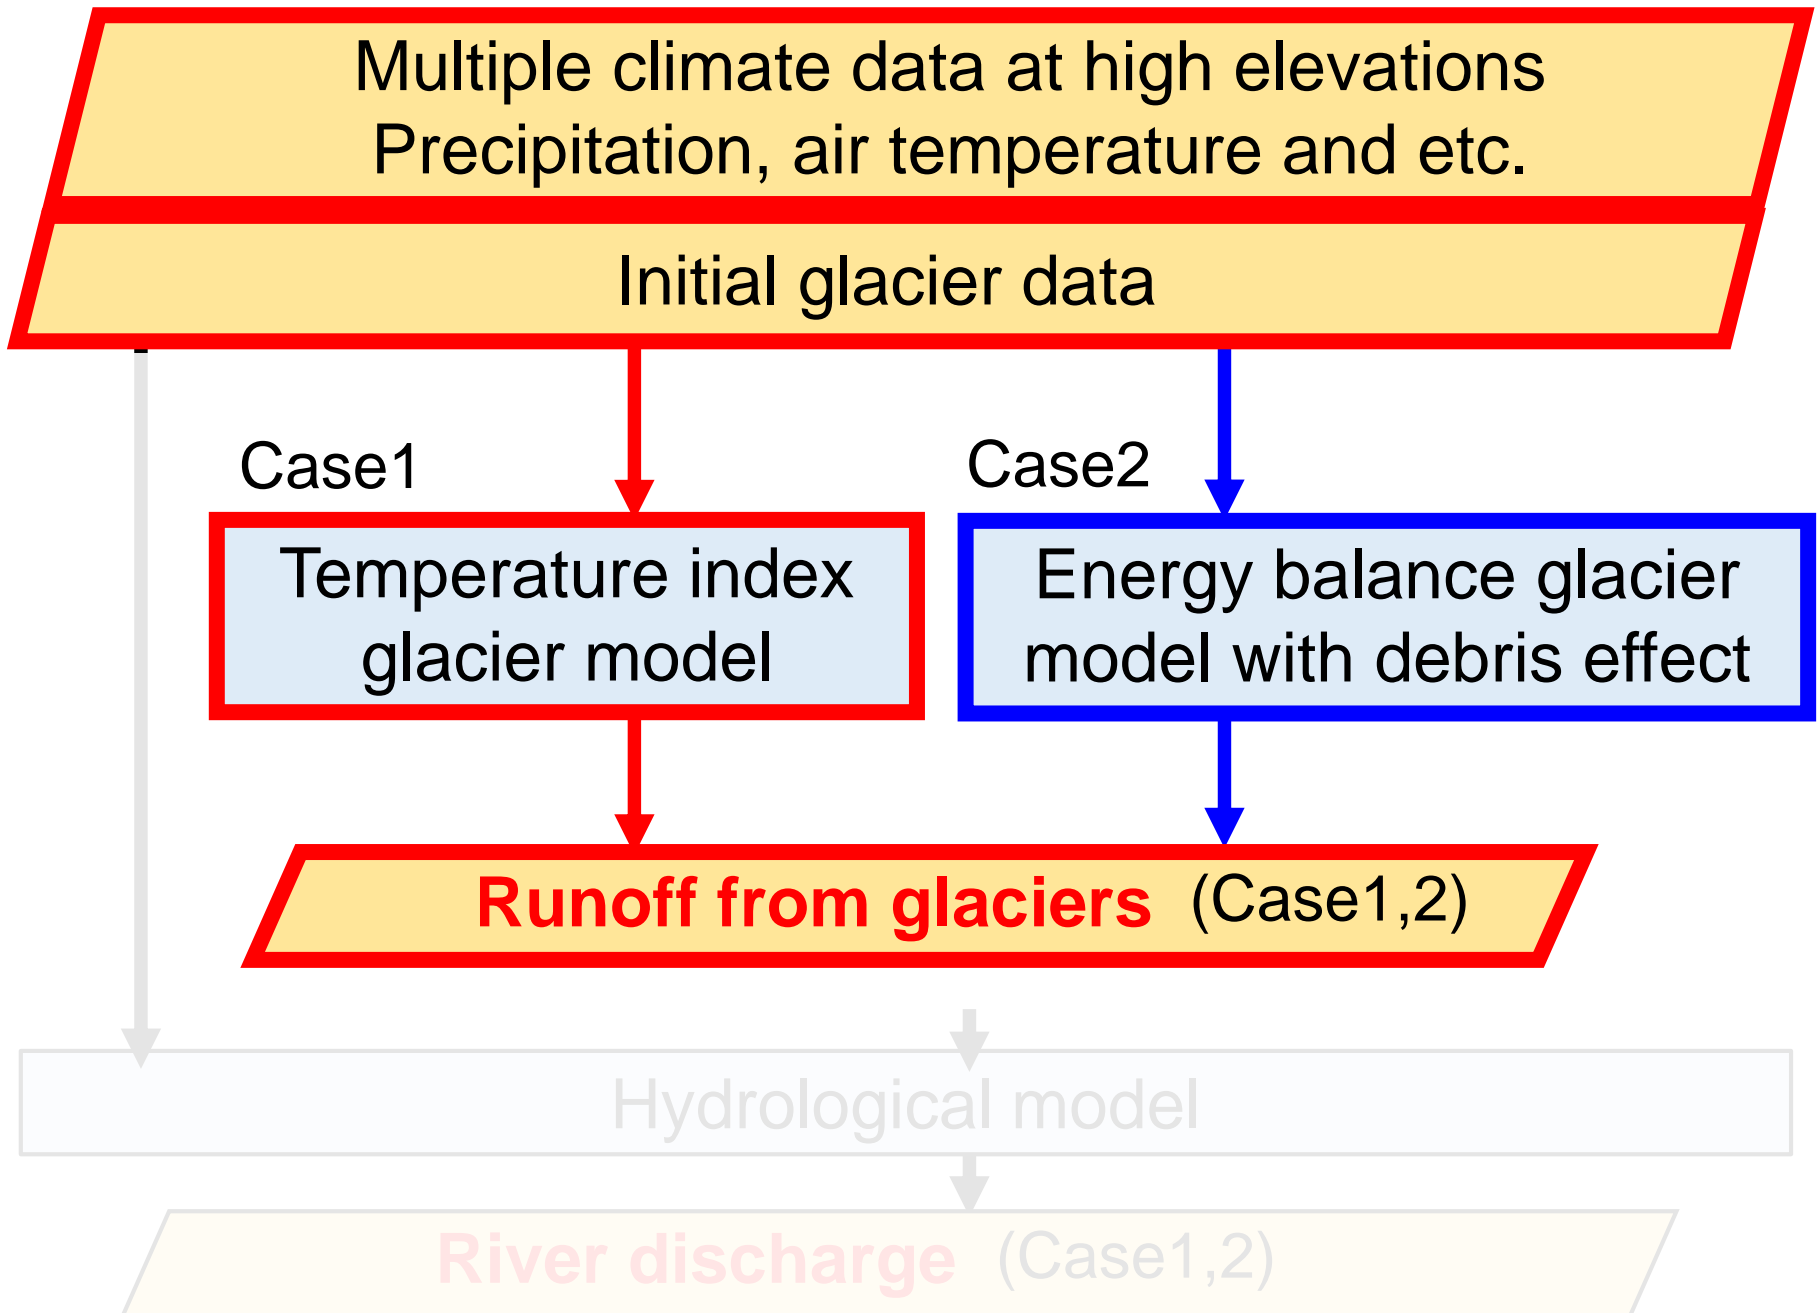 Multiple climate data at high elevations
Precipitation, air temperature and etc.
Initial glacier data
Case1
Case2
Temperature index
glacier model
Energy balance glacier
model with debris effect
Runoff from glaciers (Case1,2)
Hydrological model
River discharge (Case1,2)